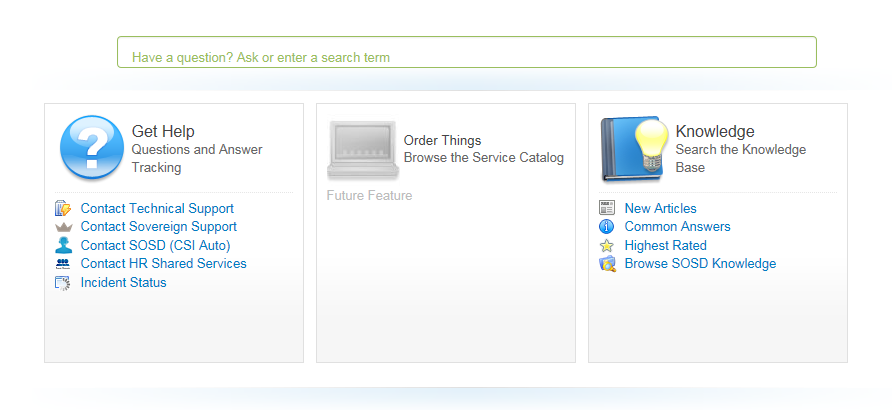 Have a question? Ask or enter a search term
Get Help
Questions and Answer
Tracking
Contact Technical Support
Contact Sovereign Support
Contact SOSD (CSI Auto)
Contact HR Shared Services
Incident Status
Order Things
Browse the Service Catalog
Future Feature
Knowledge
Search the Knowledge
Base
New Articles
Common Answers
Highest Rated
Browse SOSD Knowledge